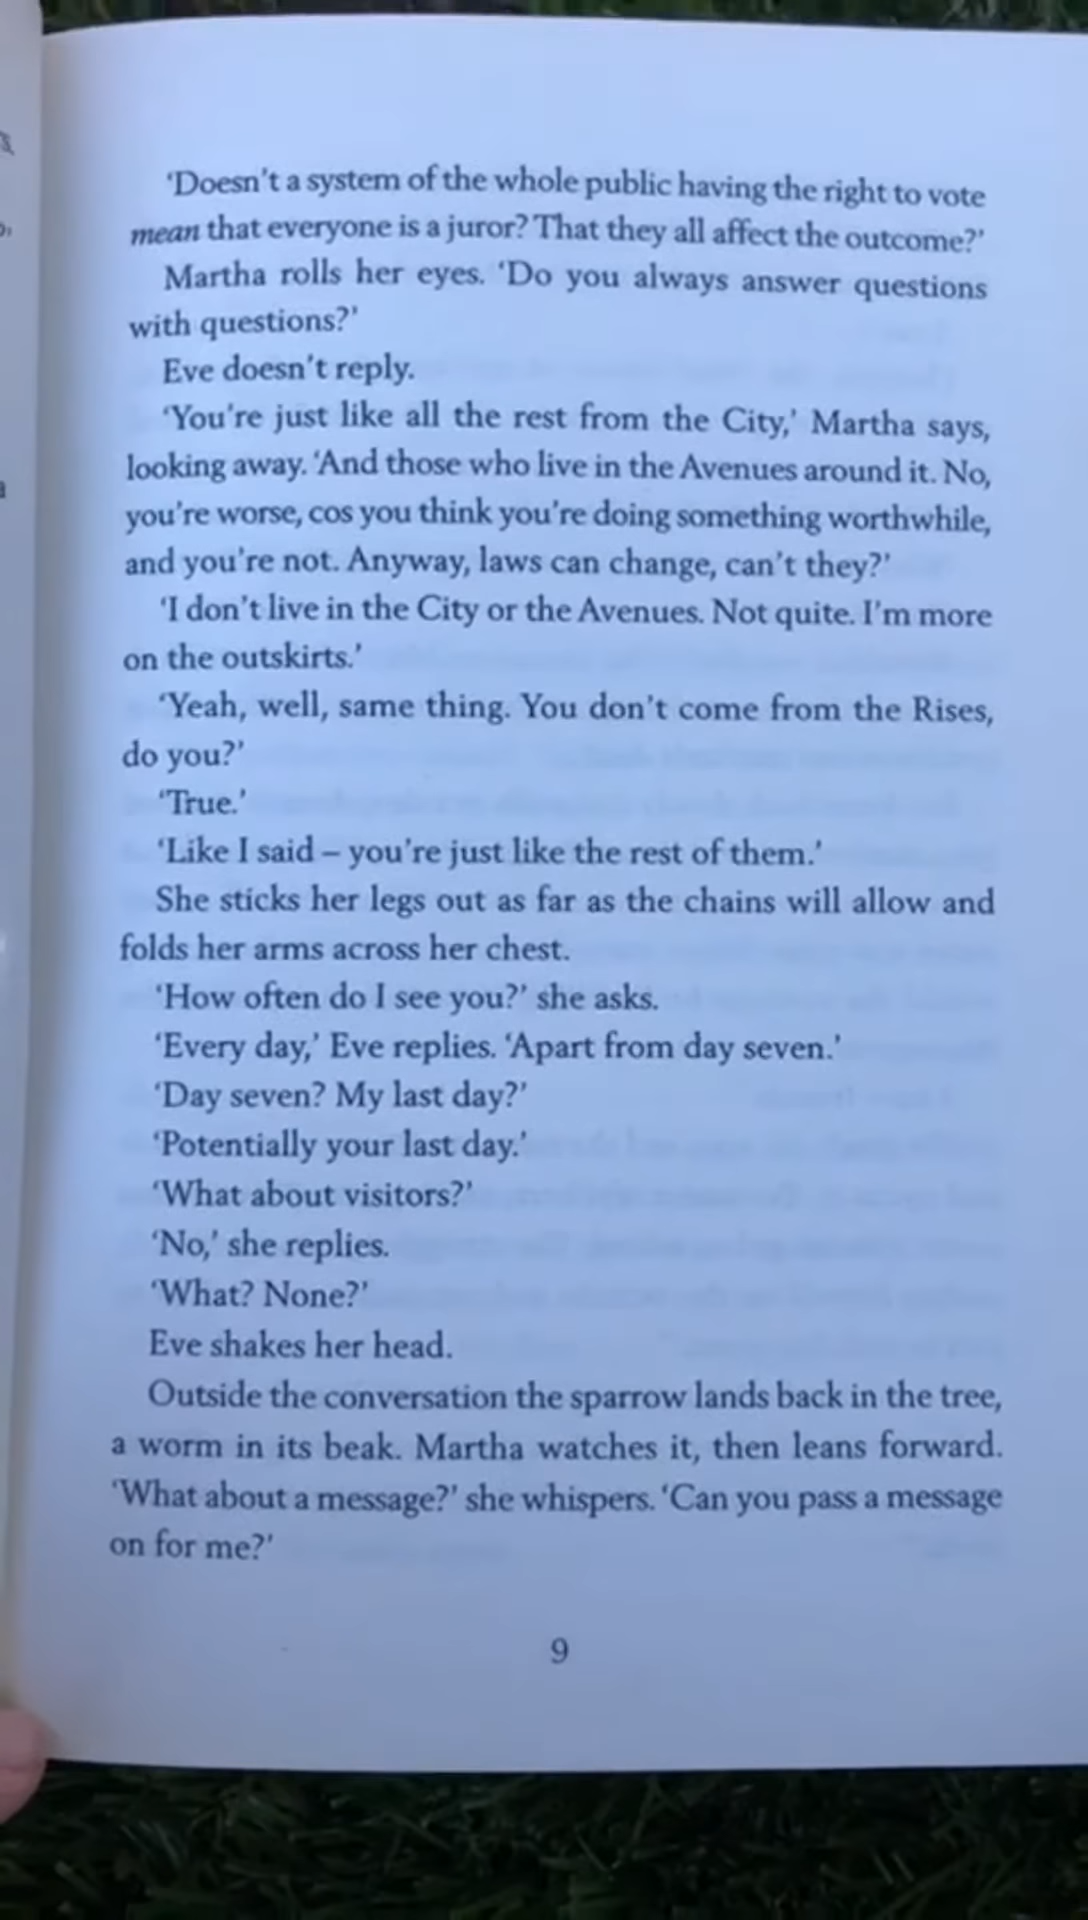 ‘Doesn’t a system of the whole public having the right to vote
mean that everyone is a juror? That they all affect the outcome?’
Martha rolls her eyes. ‘Do you always answer questions
with questions?’
Eve doesn’t reply.
‘You’re just like all the rest from the City,’ Martha says,
looking away. ‘And those who live in the Avenues around it. No,
you’re worse, cos you think you’re doing something worthwhile,
and you’re not. Anyway, laws can change, can’t they?’
‘I don’t live in the City or the Avenues. Not quite. I’m more
on the outskirts.’
‘Yeah, well, same thing. You don’t come from the Rises,
do you?’
‘True.’
‘Like I said – you’re just like the rest of them.’
She sticks her legs out as far as the chains will allow and
folds her arms across her chest.
‘How often do I see you?’ she asks.
‘Every day,’ Eve replies. ‘Apart from day seven.’
‘Day seven? My last day?’
‘Potentially your last day.’
‘What about visitors?’
‘No,’ she replies.
‘What? None?’
Eve shakes her head.
Outside the conversation the sparrow lands back in the tree,
a worm in its beak. Martha watches it, then leans forward.
‘What about a message?’ she whispers. ‘Can you pass a message
on for me?’
9